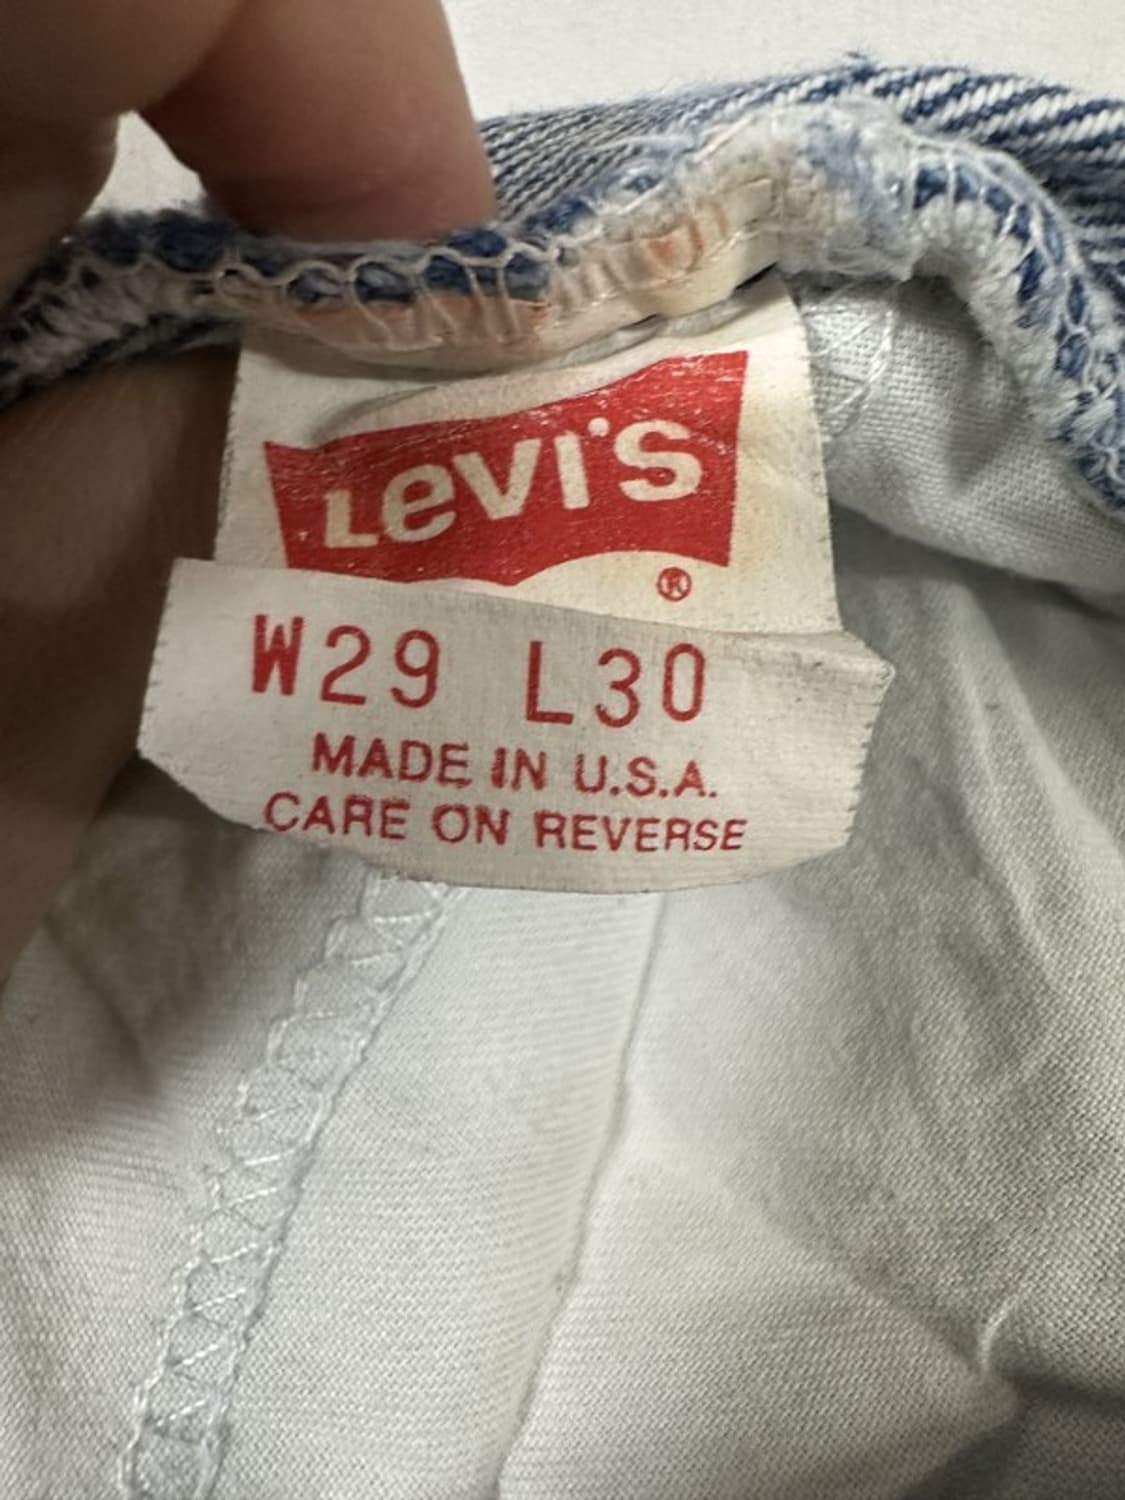 LeVI'S
®
W29 L30
MADE IN U.S.A.
CARE ON REVERSE